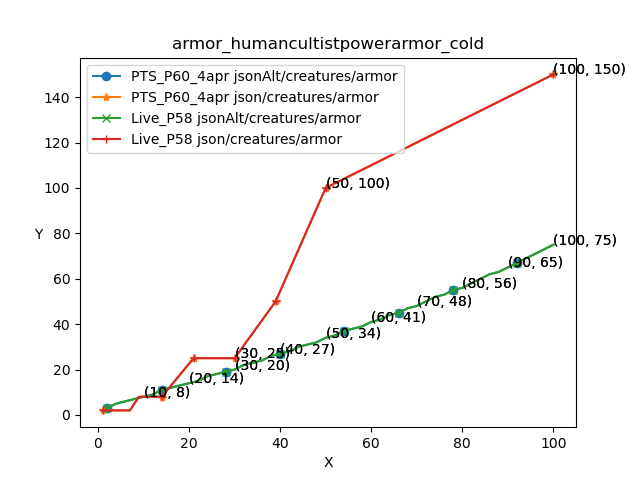 armor_humancultistpowerarmor_cold
PTS_P60_4apr jsonAlt/creatures/armor
PTS_P60_4apr json/creatures/armor
Live_P58 jsonAlt/creatures/armor
Live_P58 json/creatures/armor
(100, 150)
(50, 100)
(100, 75)
(90, 65)
(80, 56)
(70, 48)
(60, 41)
(50, 34)
(40, 27)
(30, 25)
(30, 20)
(20, 14)
(10, 8)
Y
140
120
100
80
60
40
20
0
0 20 40 60 80 100
X